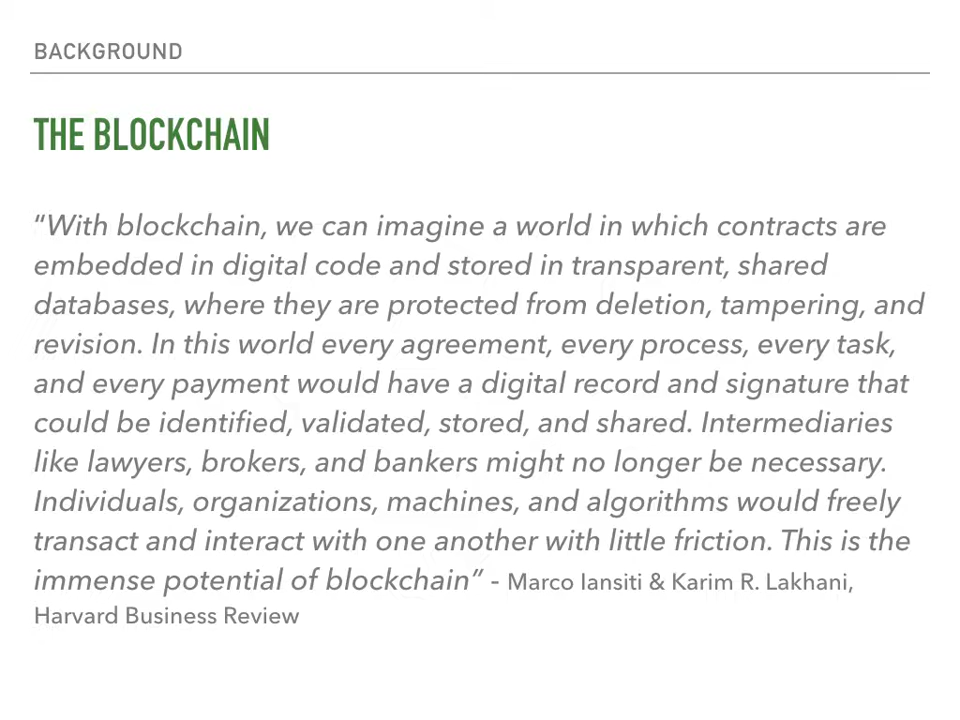 BACKGROUND
THE BLOCKCHAIN
“With blockchain, we can imagine a world in which contracts are
embedded in digital code and stored in transparent, shared
databases, where they are protected from deletion, tampering, and
revision. In this world every agreement, every process, every task,
and every payment would have a digital record and signature that
could be identified, validated, stored, and shared. Intermediaries
like lawyers, brokers, and bankers might no longer be necessary.
Individuals, organizations, machines, and algorithms would freely
transact and interact with one another with little friction. This is the
immense potential of blockchain” - Marco Iansiti & Karim R. Lakhani,
Harvard Business Review